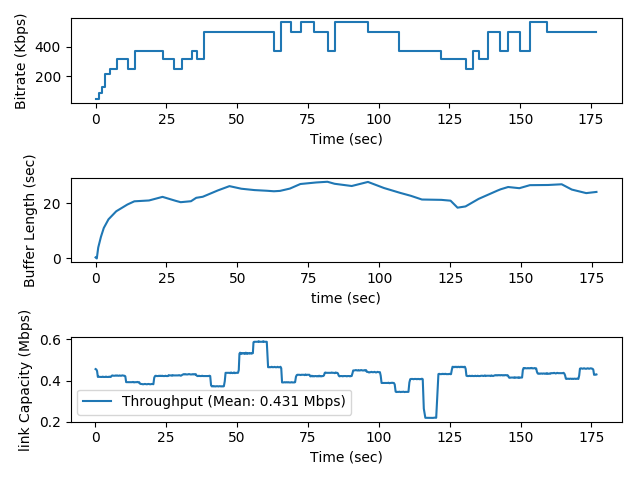 Bitrate (Kbps)
400
200
0 25 50 75 100 125 150 175
Time (sec)
Buffer Length (sec)
20
0
0 25 50 75 100 125 150 175
time (sec)
link Capacity (Mbps)
0.6
0.4
0.2
Throughput (Mean: 0.431 Mbps)
0 25 50 75 100 125 150 175
Time (sec)